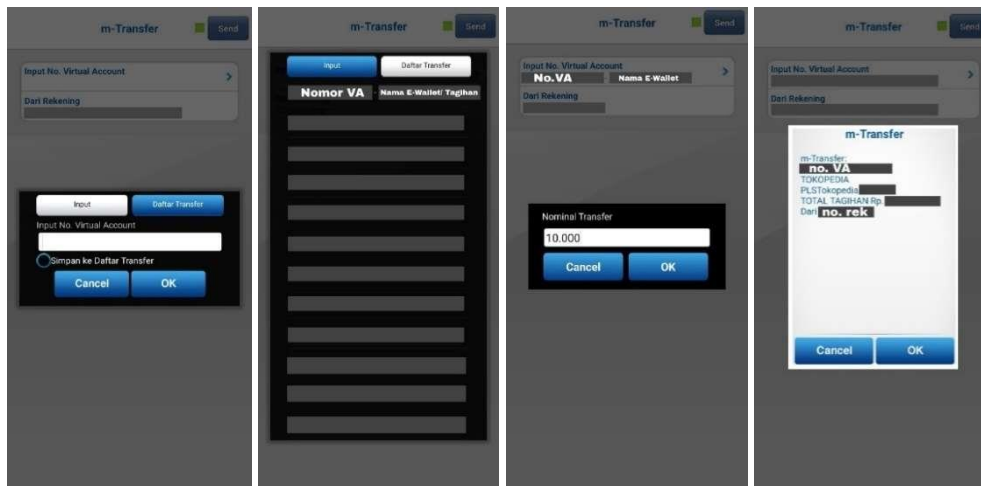 m-Transfer
Send
Input No. Virtual Account
Dari Rekening
Input
Daftar Transfer
Input No. Virtual Account
Simpan ke Daftar Transfer
Cancel
OK
m-Transfer
Send
Input
Daftar Transfer
Nomor VA - Nama E-Wallet/ Tagihan
m-Transfer
Send
Input No. Virtual Account
No.VA - Nama E-Wallet
Dari Rekening
Nominal Transfer
10.000
Cancel
OK
m-Transfer
Send
Input No. Virtual Account
Dari Rekening
m-Transfer
m-Transfer:
no. VA
TOKOPEDIA
PLSTokopedia
TOTAL TAGIHAN Rp.
Dari no. rek
Cancel
OK